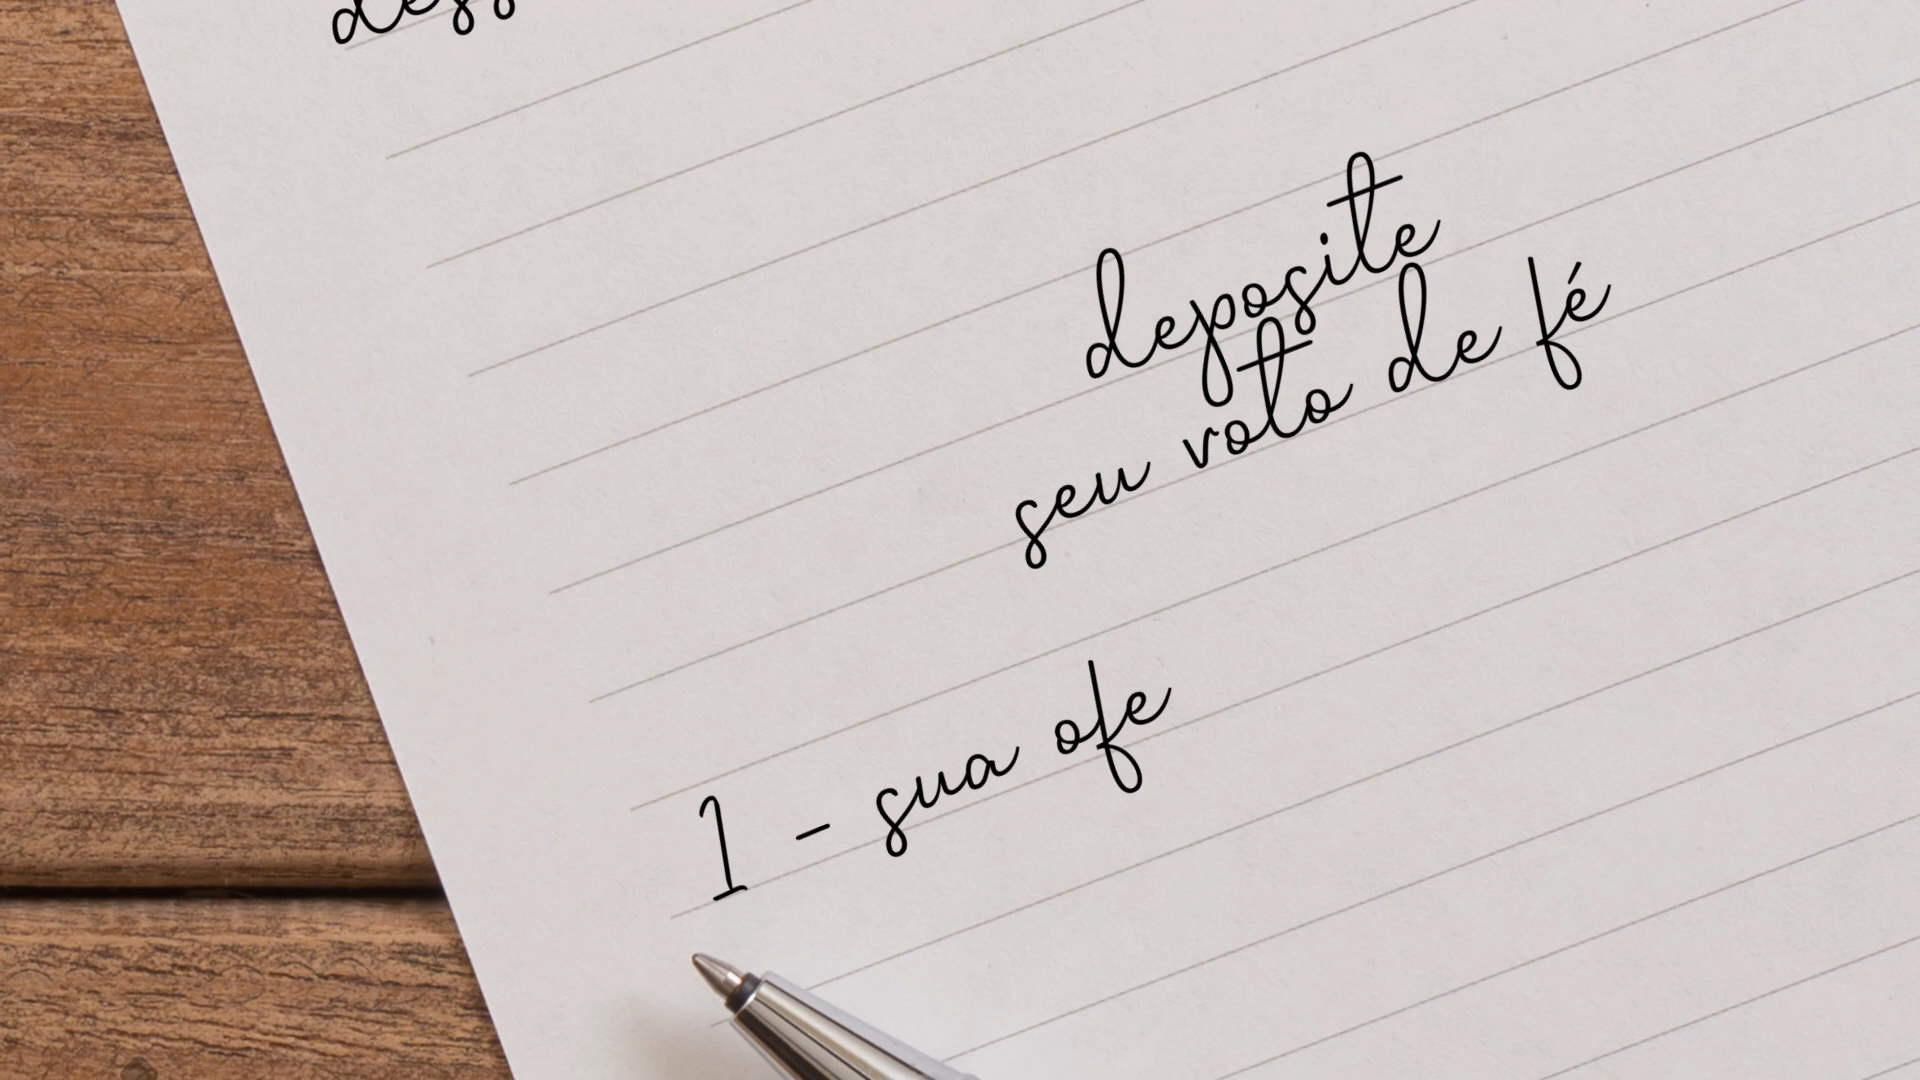 deposite
seu voto de fé
1 - sua ofe